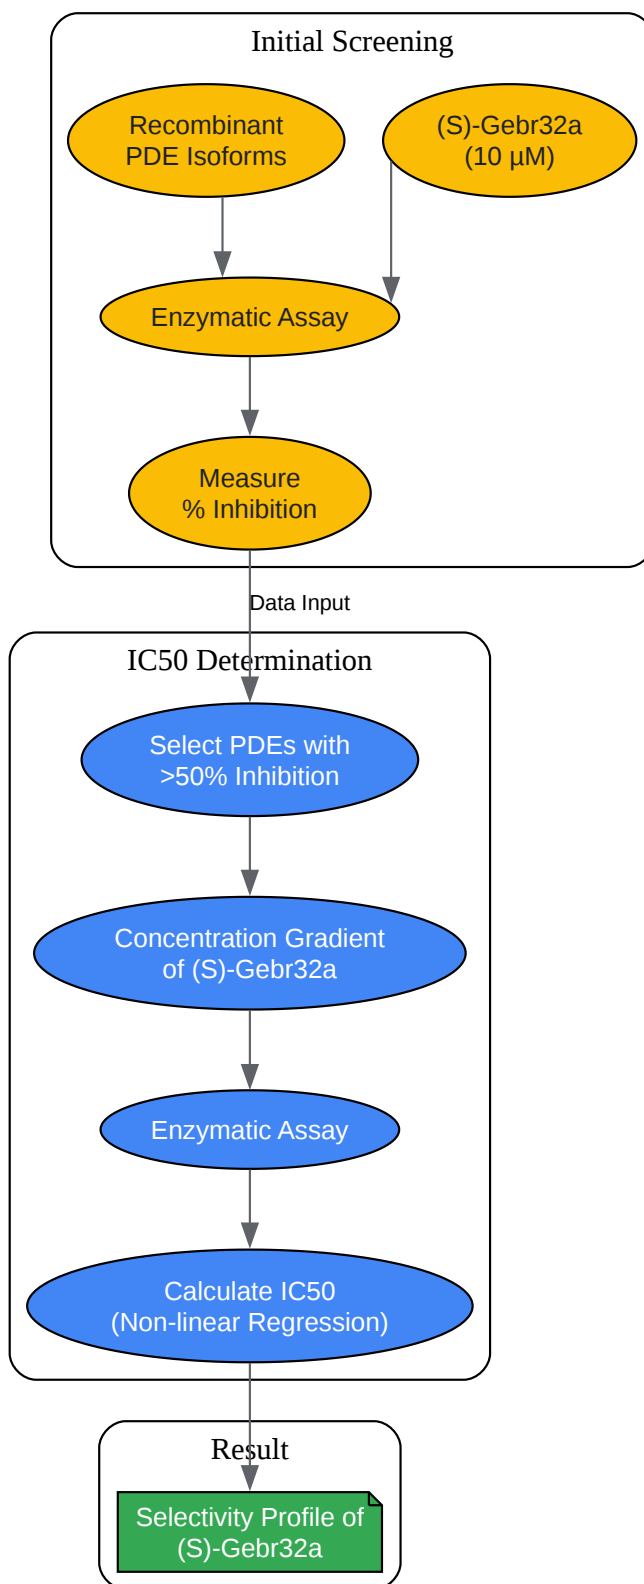 Initial Screening
Recombinant
PDE Isoforms
(S)-Gebr32a
(10 µM)
Enzymatic Assay
Measure
% Inhibition
Data Input
IC50 Determination
Select PDEs with
>50% Inhibition
Concentration Gradient
of (S)-Gebr32a
Enzymatic Assay
Calculate IC50
(Non-linear Regression)
Result
Selectivity Profile of
(S)-Gebr32a